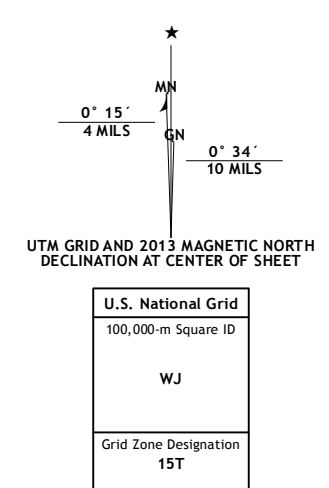 MN
0° 15´
4 MILS
GN
0° 34´
10 MILS
UTM GRID AND 2013 MAGNETIC NORTH
DECLINATION AT CENTER OF SHEET
U.S. National Grid
100,000-m Square ID
WJ
Grid Zone Designation
15T